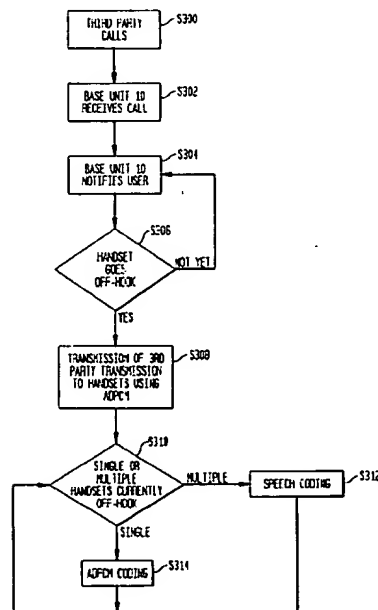 S300
THIRD PARTY
CALLS
S302
BASE UNIT 10
RECEIVES CALL
S304
BASE UNIT 10
NOTIFIES USER
S306
HANDSET
GOES
OFF-HOOK
NOT YET
YES
S308
TRANSMISSION OF 3RD
PARTY TRANSMISSION
TO HANDSETS USING
ADPCM
S310
SINGLE OR
MULTIPLE
HANDSETS CURRENTLY
OFF-HOOK
MULTIPLE
S312
SPEECH CODING
SINGLE
S314
ADPCM CODING